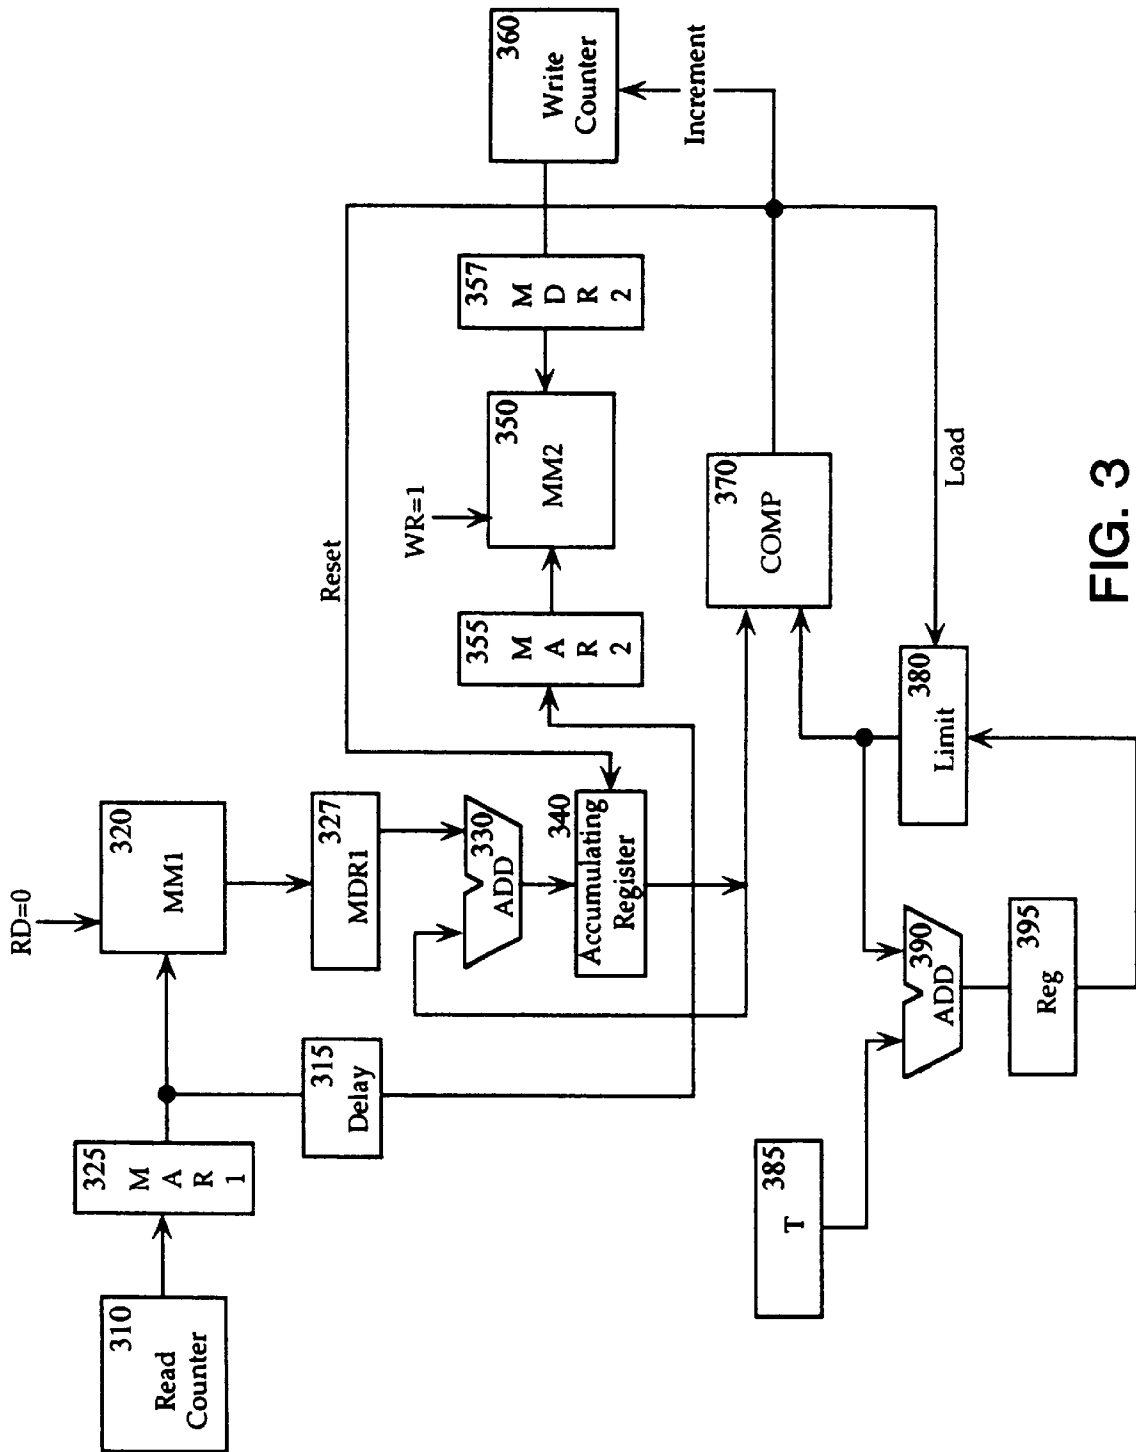 310
Read
Counter
325
M
A
R
1
315
Delay
RD=0
320
MM1
327
MDR1
330
ADD
340
Accumulating
Register
Reset
355
M
A
R
2
WR=1
350
MM2
357
M
D
R
2
360
Write
Counter
Increment
370
COMP
Load
380
Limit
385
T
390
ADD
395
Reg
FIG. 3